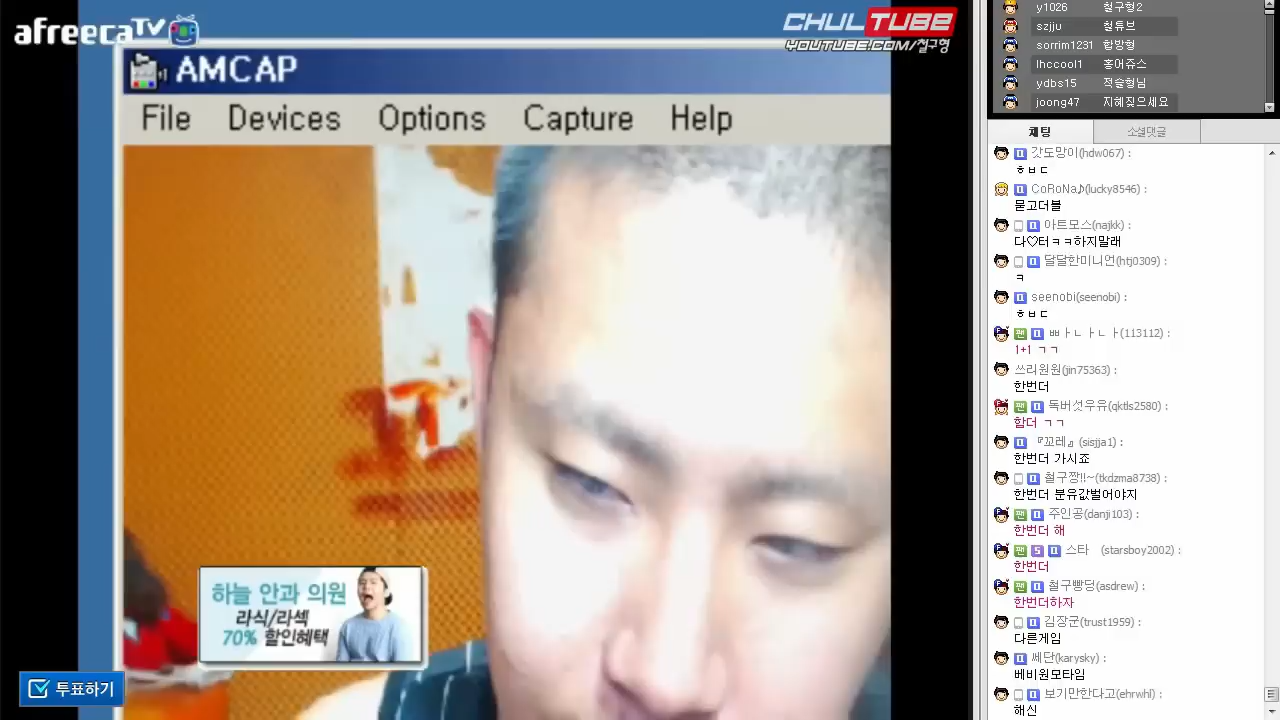 afreecaTV
CHULTUBE
YOUTUBE.COM/철구형
AMCAP
File Devices Options Capture Help
하늘 안과 의원
라식/라섹
70% 할인혜택
투표하기
y1026 철구형2
szjju 철튜브
sorrim1231 합방형
lhccool1 홍어쥬스
ydbs15 적슬형님
joong47 지혜짖으세요
채팅 소셜댓글
갓도망이(hdw067) :
ㅎㅂㄷ
CoRoNa♪(lucky8546) :
묻고더블
아트모스(najkk) :
다♡터ㅋㅋ하지말래
달달한미니언(htj0309) :
ㅋ
seenobi(seenobi) :
ㅎㅂㄷ
ㅃㅏㄴㅏㄴㅏ(113112) :
1+1 ㄱㄱ
쓰리원원(jin75363) :
한번더
독버섯우유(qktls2580) :
함더 ㄱㄱ
『꼬레』(sisjja1) :
한번더 가시죠
철구짱!!~(tkdzma8738) :
한번더 분유값벌어야지
주인공(danji103) :
한번더 해
스타 (starsboy2002) :
한번더
철구빵덩(asdrew) :
한번더하자
김장군(trust1959) :
다른게임
쎄단(karysky) :
베비원모타임
보기만한다고(ehrwhl) :
해신